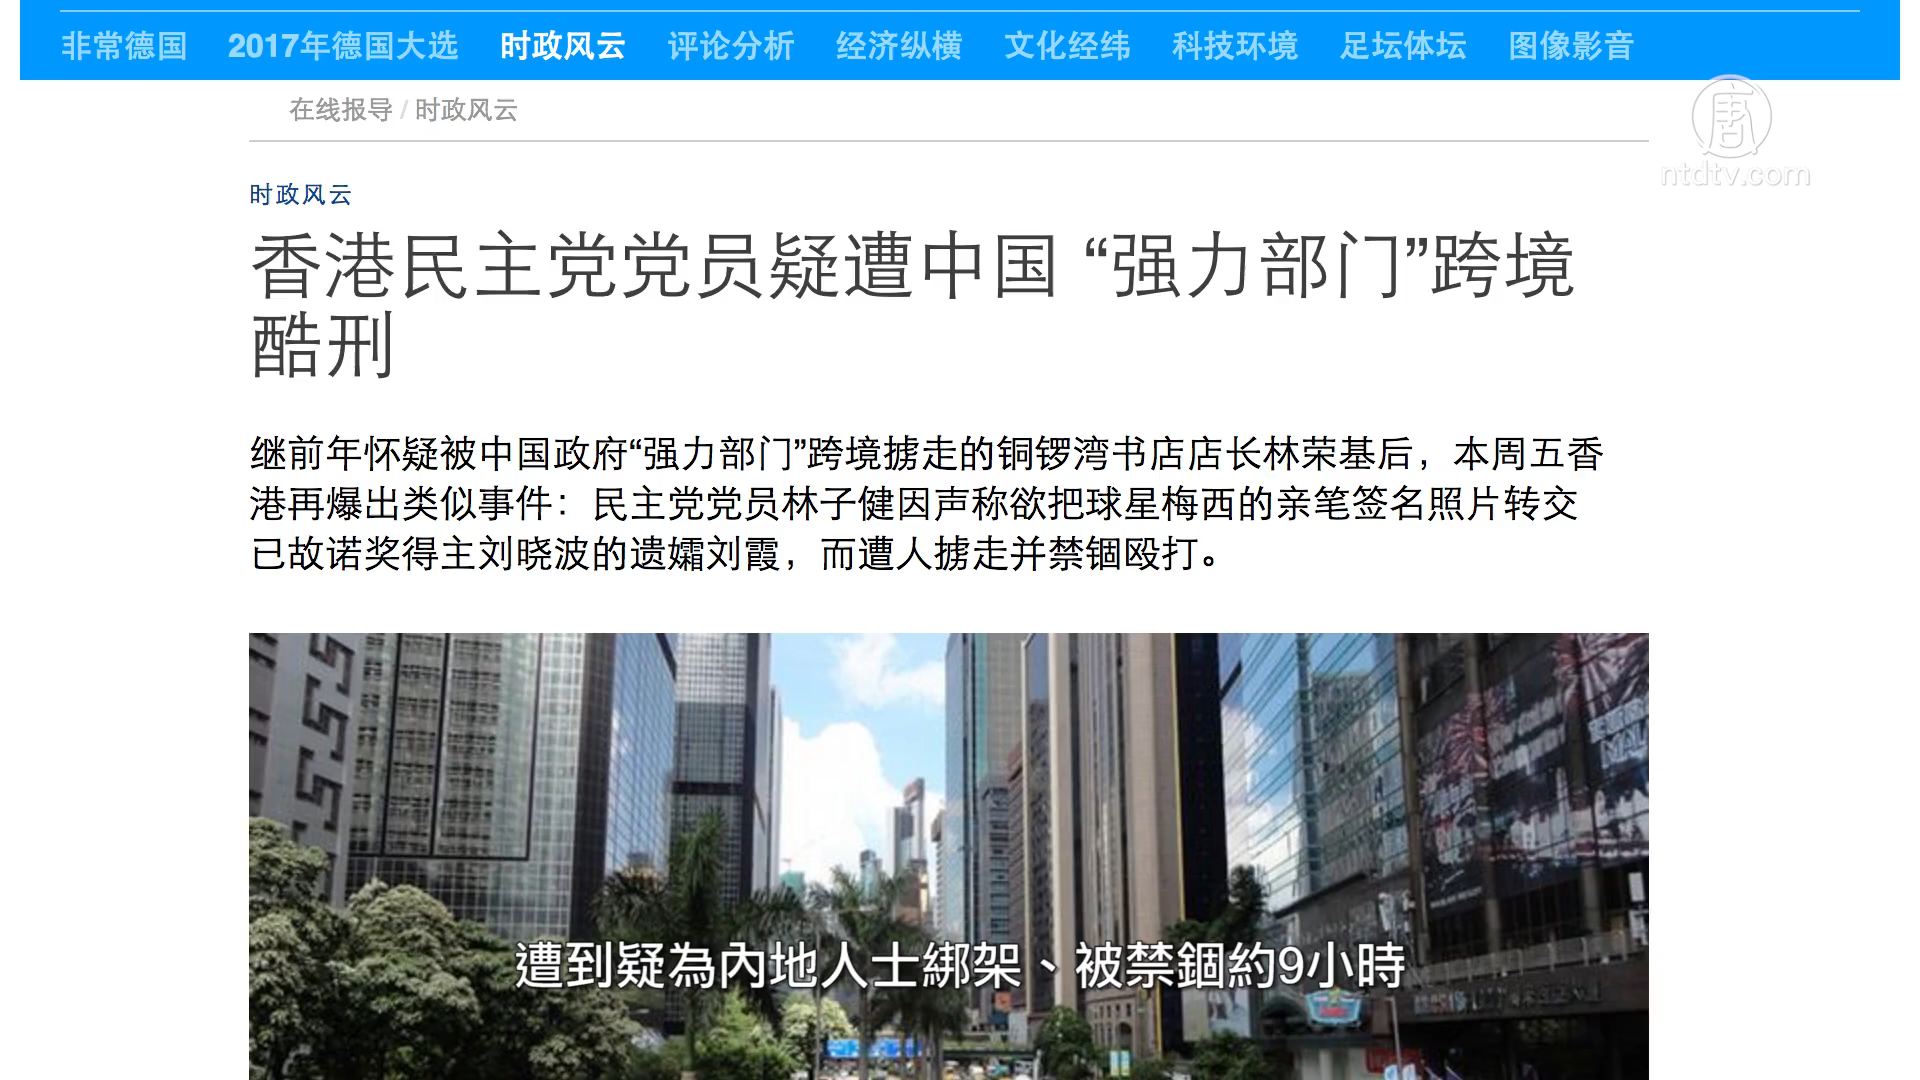 非常德国 2017年德国大选 时政风云 评论分析 经济纵横 文化经纬 科技环境 足坛体坛 图像影音
在线报导 / 时政风云
唐
ntdtv.com
时政风云
香港民主党党员疑遭中国 “强力部门”跨境
酷刑
继前年怀疑被中国政府“强力部门”跨境掳走的铜锣湾书店店长林荣基后，本周五香
港再爆出类似事件：民主党党员林子健因声称欲把球星梅西的亲笔签名照片转交
已故诺奖得主刘晓波的遗孀刘霞，而遭人掳走并禁锢殴打。
遭到疑為內地人士綁架、被禁錮約9小時